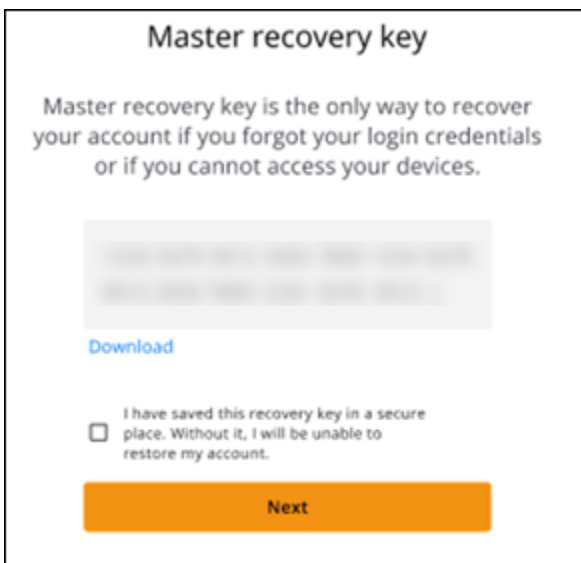 Master recovery key
Master recovery key is the only way to recover
your account if you forgot your login credentials
or if you cannot access your devices.
Download
I have saved this recovery key in a secure
place. Without it, I will be unable to
restore my account.
Next